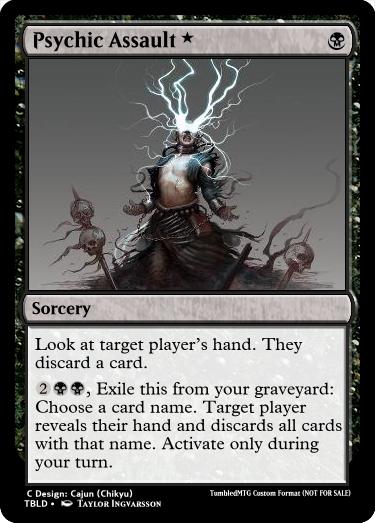 Psychic Assault ★
Sorcery
Look at target player's hand. They
discard a card.
2, Exile this from your graveyard:
Choose a card name. Target player
reveals their hand and discards all cards
with that name. Activate only during
your turn.
C Design: Cajun (Chikyu)
TumbledMTG Custom Format (NOT FOR SALE)
TBLD • Taylor Ingvarsson